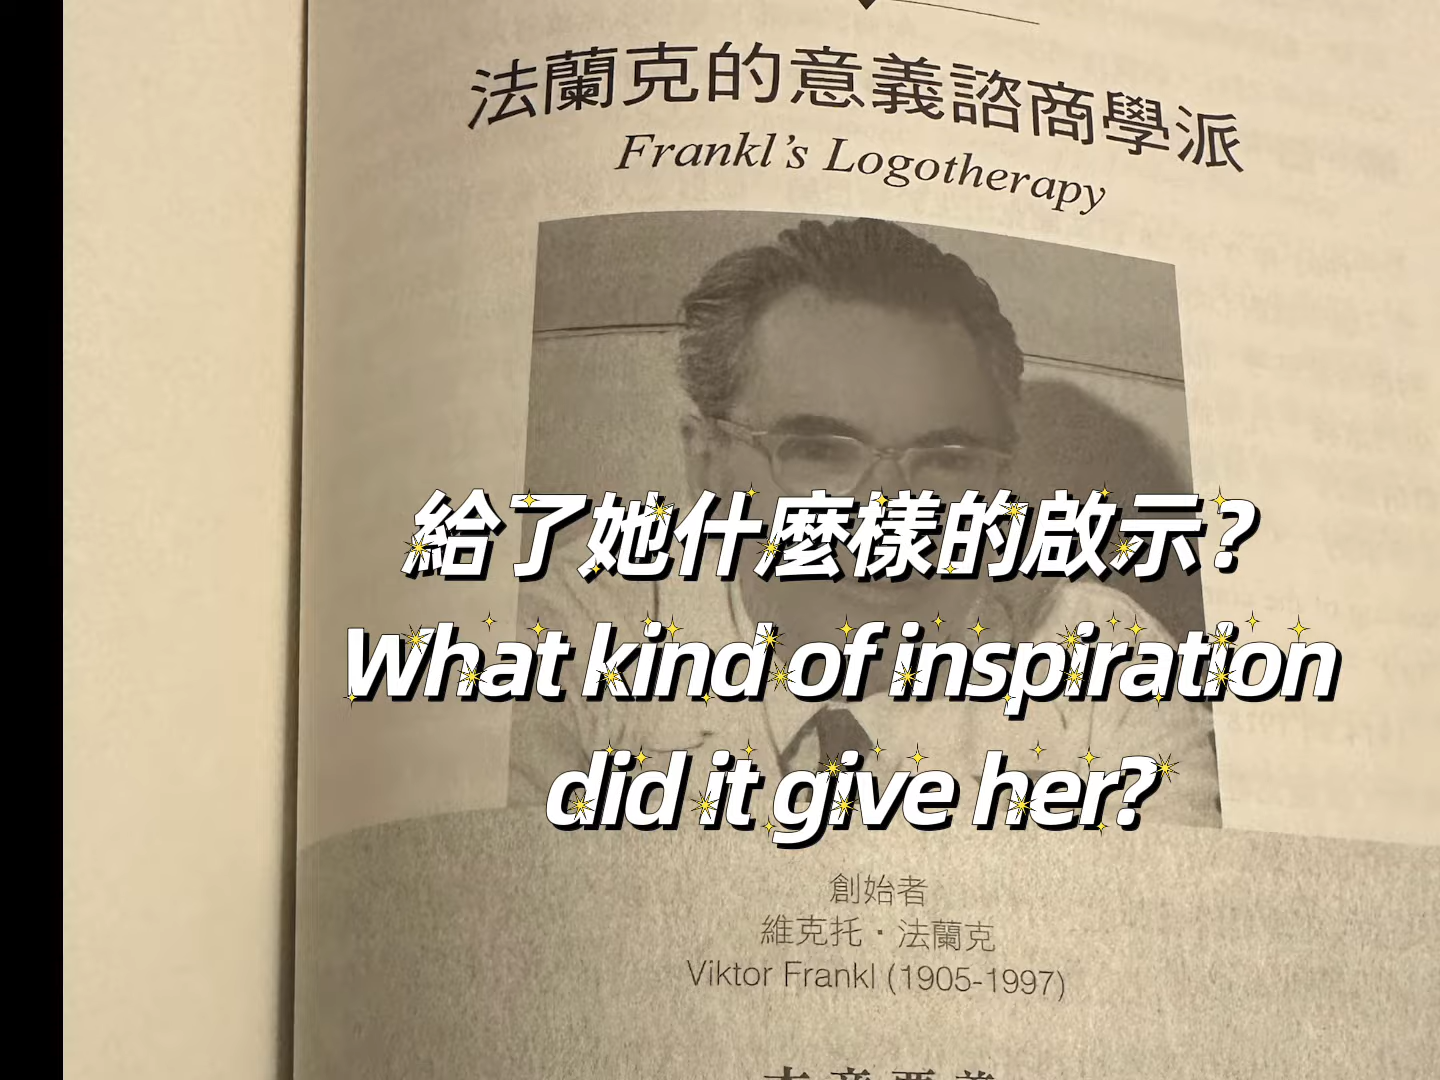 法蘭克的意義諮商學派
Frankl's Logotherapy
給了她什麼樣的啟示?
What kind of inspiration
did it give her?
創始者
維克托·法蘭克
Viktor Frankl (1905-1997)